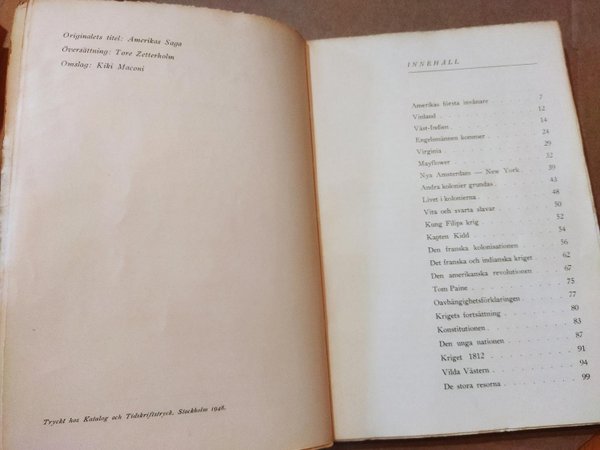 Originalets titel: Amerikas Saga
Översättning: Tore Zetterholm
Omslag: Kiki Maconi
Tryckt hos Katalog och Tidskriftstryck, Stockholm 1948.
INNEHÅLL
Amerikas första invånare . . . . 7
Vinland . . . . 12
Väst-Indien . . . . 14
Engelsmännen kommer . . . . 24
Virginia . . . . 29
Mayflower . . . . 32
Nya Amsterdam — New York . . . . 39
Andra kolonier grundas . . . . 43
Livet i kolonierna . . . . 48
Vita och svarta slavar . . . . 50
Kung Filips krig . . . . 52
Kapten Kidd . . . . 54
Den franska kolonisationen . . . . 56
Det franska och indianska kriget . . . . 62
Den amerikanska revolutionen . . . . 67
Tom Paine . . . . 75
Oavhängighetsförklaringen . . . . 77
Krigets fortsättning . . . . 80
Konstitutionen . . . . 83
Den unga nationen . . . . 87
Kriget 1812 . . . . 91
Vilda Västern . . . . 94
De stora resorna . . . . 99